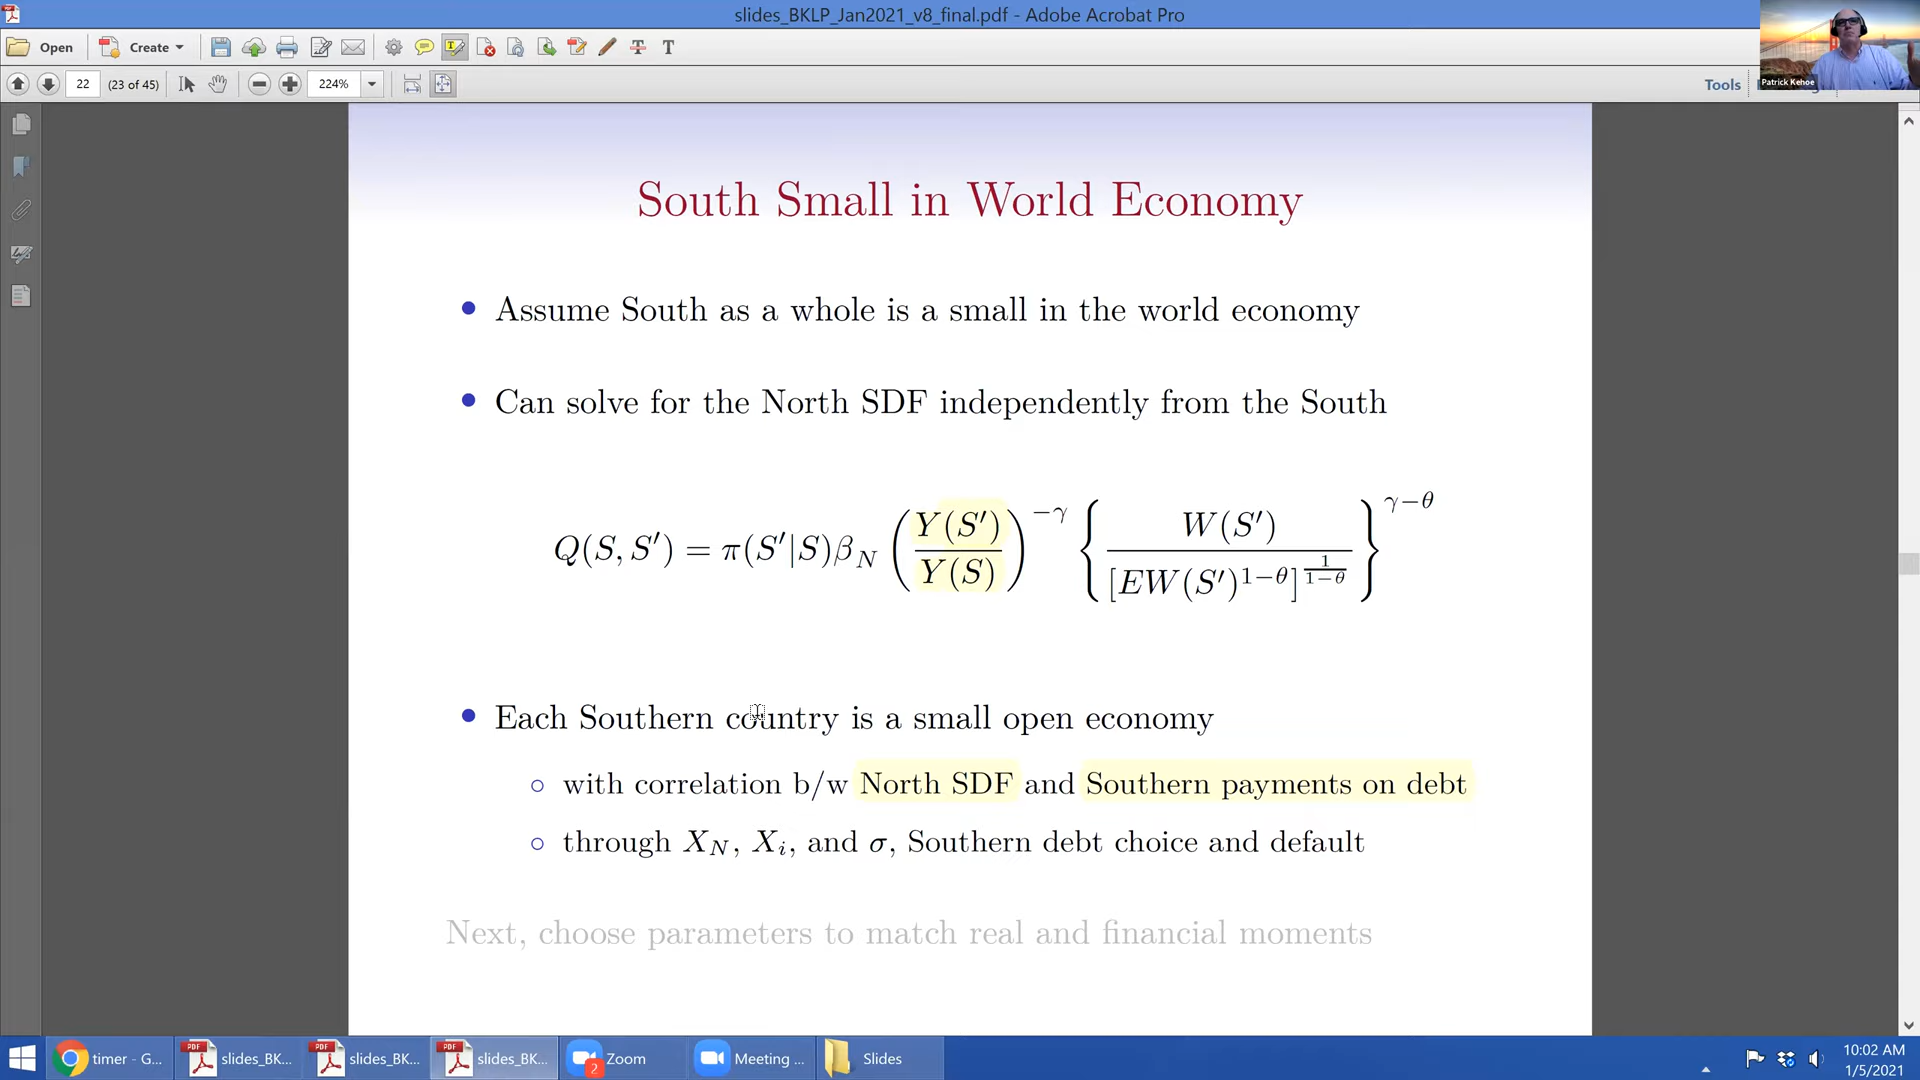 slides_BKLP_Jan2021_v8_final.pdf - Adobe Acrobat Pro
Open
Create
22
(23 of 45)
224%
Tools
Patrick Kehoe
South Small in World Economy
Assume South as a whole is a small in the world economy
Can solve for the North SDF independently from the South
Q(S, S′) = π(S′|S)β_N (Y(S′)/Y(S))^{−γ} {W(S′)/[EW(S′)^{1−θ}]^{1/(1−θ)}}^{γ−θ}
Each Southern country is a small open economy
with correlation b/w North SDF and Southern payments on debt
through X_N, X_i, and σ, Southern debt choice and default
Next, choose parameters to match real and financial moments
timer - G...
slides_BK...
slides_BK...
slides_BK...
2
Zoom
Meeting ...
Slides
10:02 AM
1/5/2021